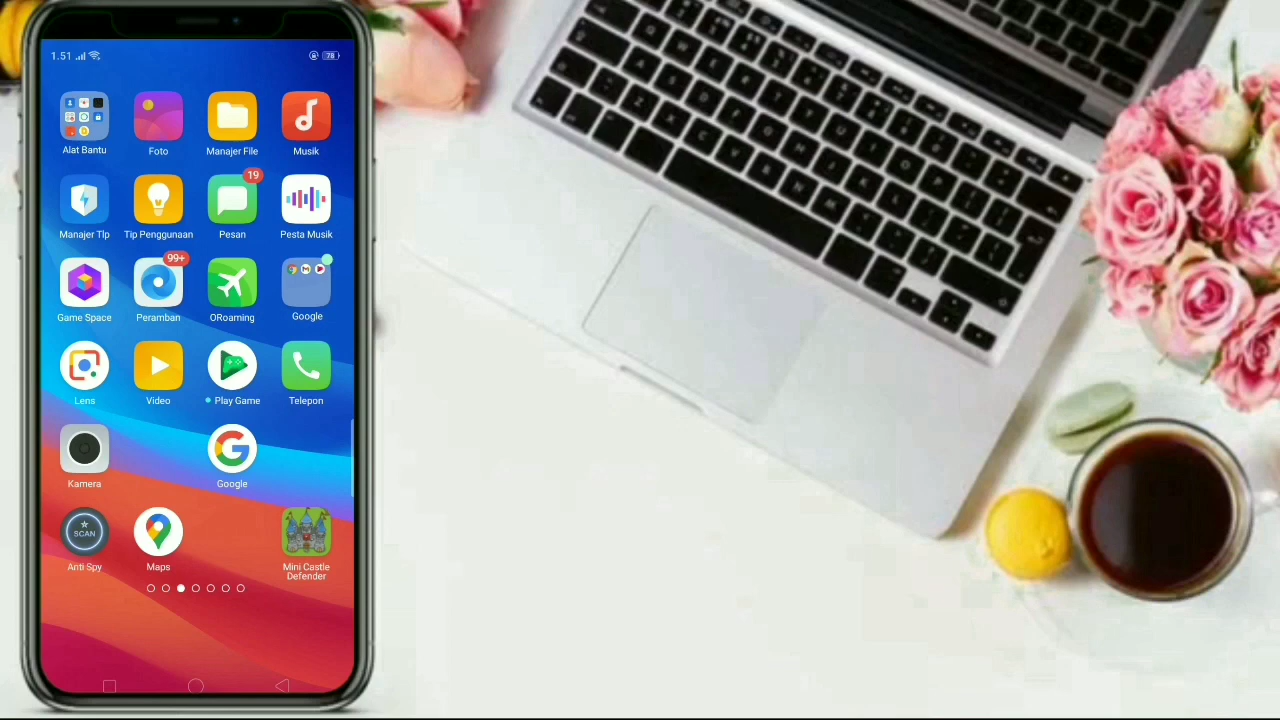 1.51
78
Alat Bantu
Foto
Manajer File
Musik
19
Manajer Tlp
Tip Penggunaan
Pesan
Pesta Musik
99+
Game Space
Peramban
ORoaming
Google
Lens
Video
Play Game
Telepon
Kamera
Google
SCAN
Anti Spy
Maps
Mini Castle
Defender